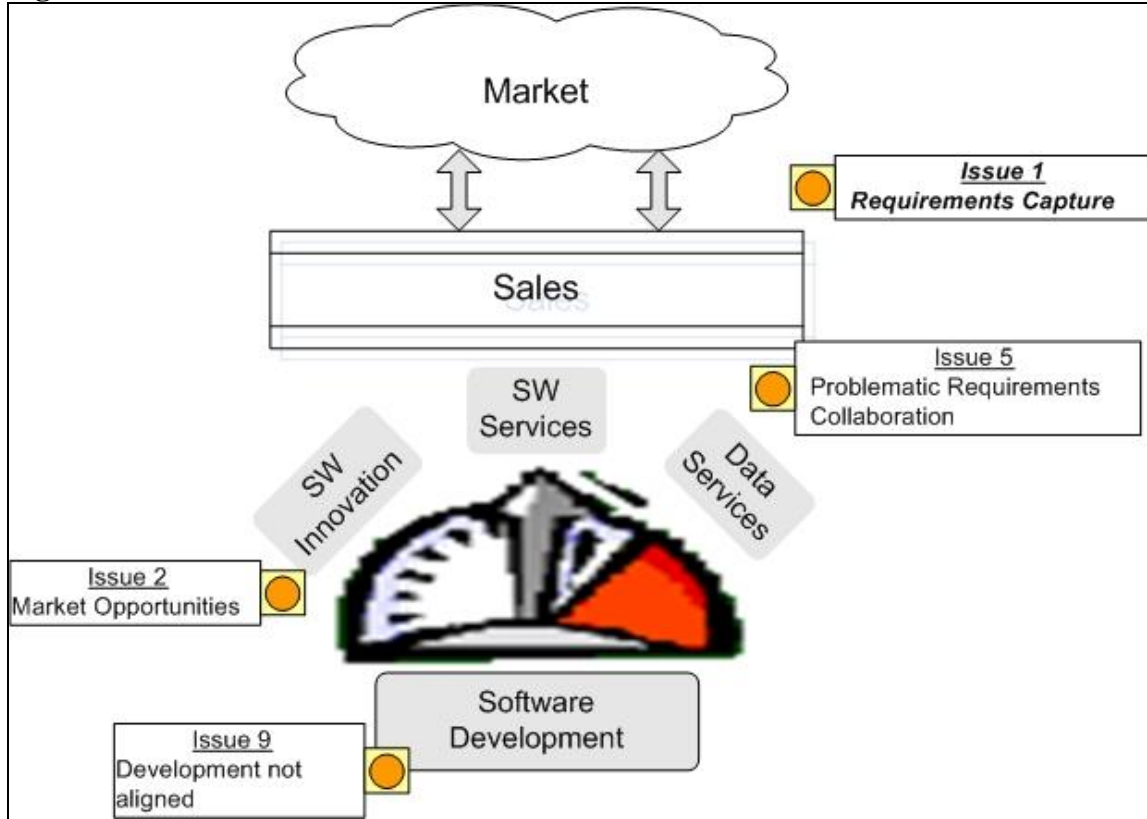 Market
Issue 1
Requirements Capture
Sales
Sales
Issue 5
Problematic Requirements
Collaboration
SW
Services
SW
Innovation
Data
Services
Issue 2
Market Opportunities
Software
Development
Issue 9
Development not
aligned